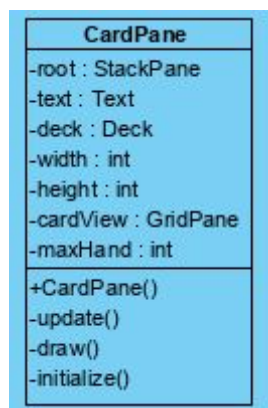 CardPane
-root : StackPane
-text : Text
-deck : Deck
-width : int
-height : int
-cardView : GridPane
-maxHand : int
+CardPane()
-update()
-draw()
-initialize()